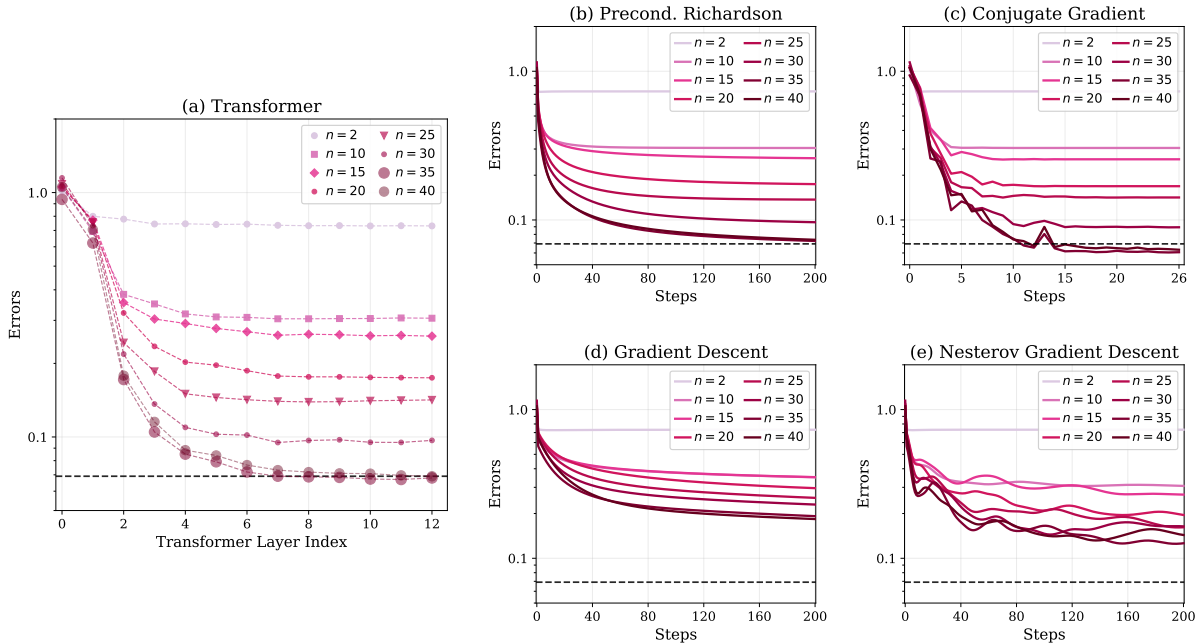 (a) Transformer
Errors
1.0
0.1
n = 2
n = 10
n = 15
n = 20
n = 25
n = 30
n = 35
n = 40
0 2 4 6 8 10 12
Transformer Layer Index
(b) Precond. Richardson
Errors
1.0
0.1
n = 2
n = 10
n = 15
n = 20
n = 25
n = 30
n = 35
n = 40
0 40 80 120 160 200
Steps
(c) Conjugate Gradient
Errors
1.0
0.1
n = 2
n = 10
n = 15
n = 20
n = 25
n = 30
n = 35
n = 40
0 5 10 15 20 26
Steps
(d) Gradient Descent
Errors
1.0
0.1
n = 2
n = 10
n = 15
n = 20
n = 25
n = 30
n = 35
n = 40
0 40 80 120 160 200
Steps
(e) Nesterov Gradient Descent
Errors
1.0
0.1
n = 2
n = 10
n = 15
n = 20
n = 25
n = 30
n = 35
n = 40
0 40 80 120 160 200
Steps